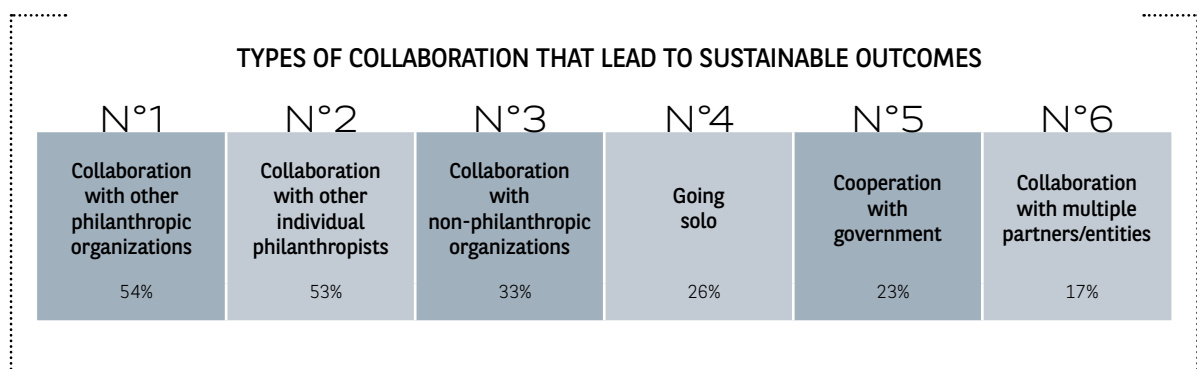 TYPES OF COLLABORATION THAT LEAD TO SUSTAINABLE OUTCOMES
N°1
Collaboration
with other
philanthropic
organizations
54%
N°2
Collaboration
with other
individual
philanthropists
53%
N°3
Collaboration
with
non-philanthropic
organizations
33%
N°4
Going
solo
26%
N°5
Cooperation
with
government
23%
N°6
Collaboration
with multiple
partners/entities
17%